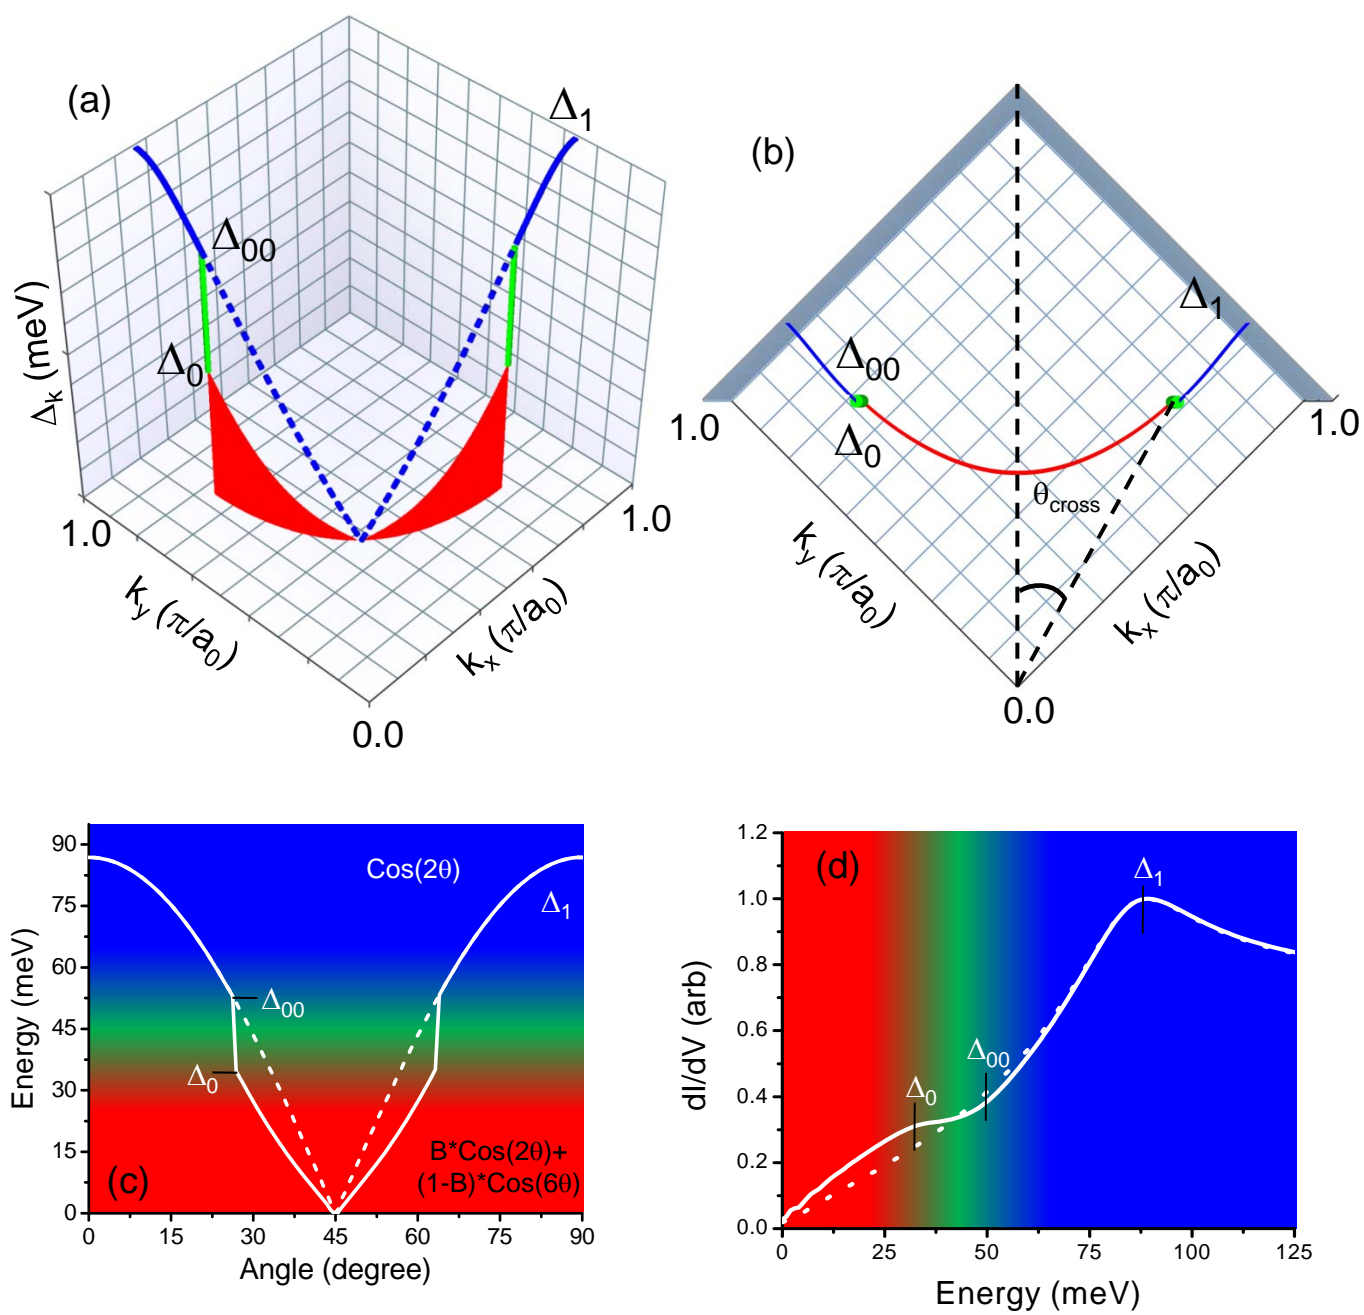 (a)
Δ1
Δ00
Δ0
Δk (meV)
1.0
1.0
ky (π/a0)
kx (π/a0)
0.0
(b)
Δ1
Δ00
Δ0
1.0
1.0
θcross
ky (π/a0)
kx (π/a0)
0.0
90
75
60
45
30
15
0
Energy (meV)
Cos(2θ)
Δ1
Δ00
Δ0
B*Cos(2θ)+
(1-B)*Cos(6θ)
(c)
0 15 30 45 60 75 90
Angle (degree)
1.2
1.0
0.8
0.6
0.4
0.2
0.0
dI/dV (arb)
(d)
Δ1
Δ00
Δ0
0 25 50 75 100 125
Energy (meV)